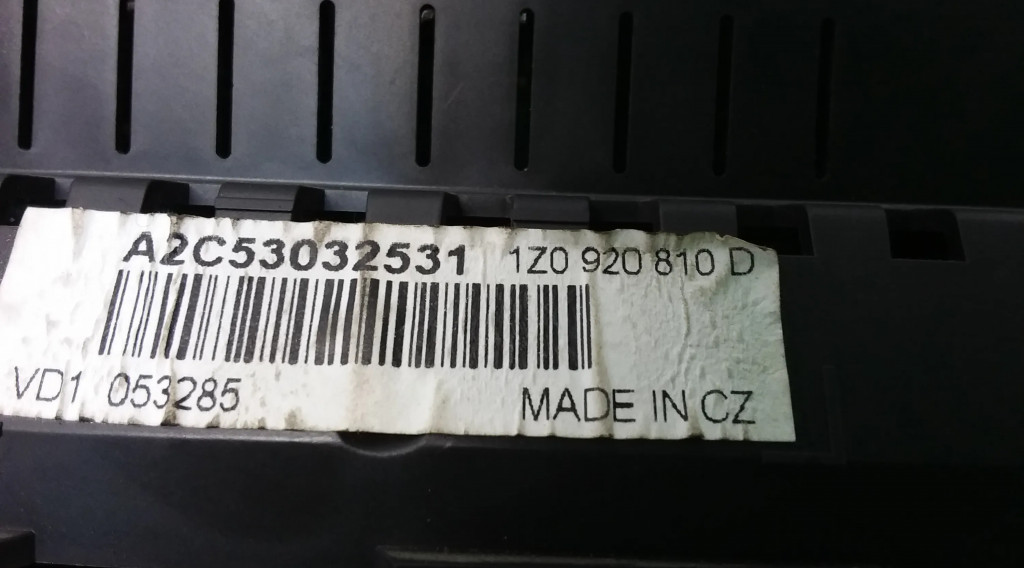 A2C53032531 1Z0 920 810 D
VD1 053285 MADE IN CZ